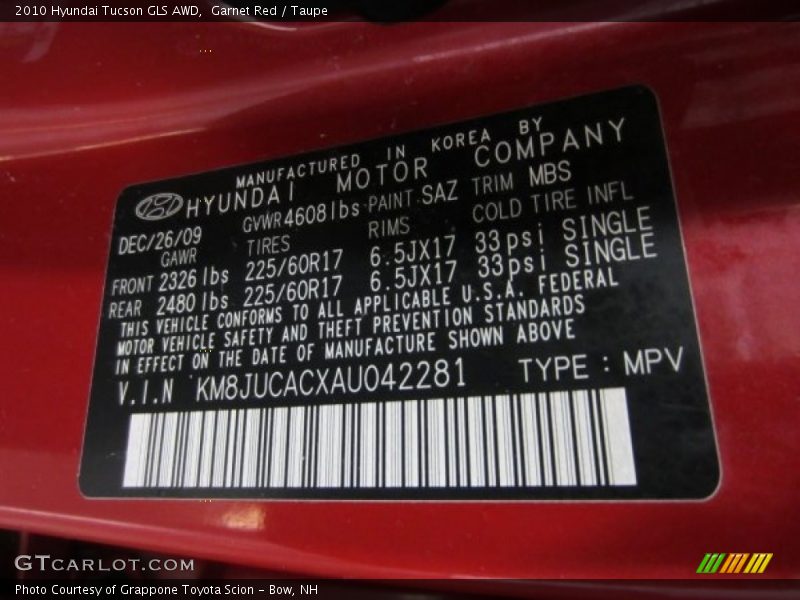 2010 Hyundai Tucson GLS AWD,  Garnet Red / Taupe
MANUFACTURED IN KOREA BY
HYUNDAI MOTOR COMPANY
DEC/26/09 GVWR 4608 lbs PAINT SAZ TRIM MBS
GAWR TIRES RIMS COLD TIRE INFL
FRONT 2326 lbs 225/60R17 6.5JX17 33psi SINGLE
REAR 2480 lbs 225/60R17 6.5JX17 33psi SINGLE
THIS VEHICLE CONFORMS TO ALL APPLICABLE U.S.A. FEDERAL
MOTOR VEHICLE SAFETY AND THEFT PREVENTION STANDARDS
IN EFFECT ON THE DATE OF MANUFACTURE SHOWN ABOVE
V.I.N KM8JUCACXAU042281 TYPE : MPV
GTCARLOT.COM
Photo Courtesy of Grappone Toyota Scion - Bow, NH